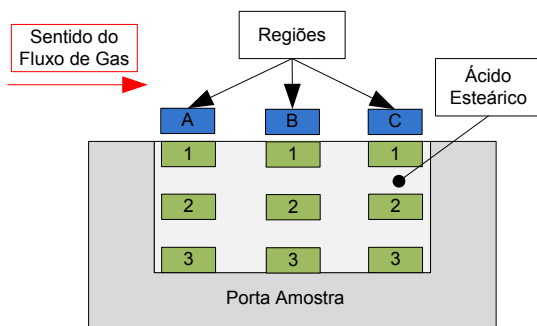 Sentido do
Fluxo de Gas
Regiões
Ácido
Esteárico
A B C
1 1 1
2 2 2
3 3 3
Porta Amostra